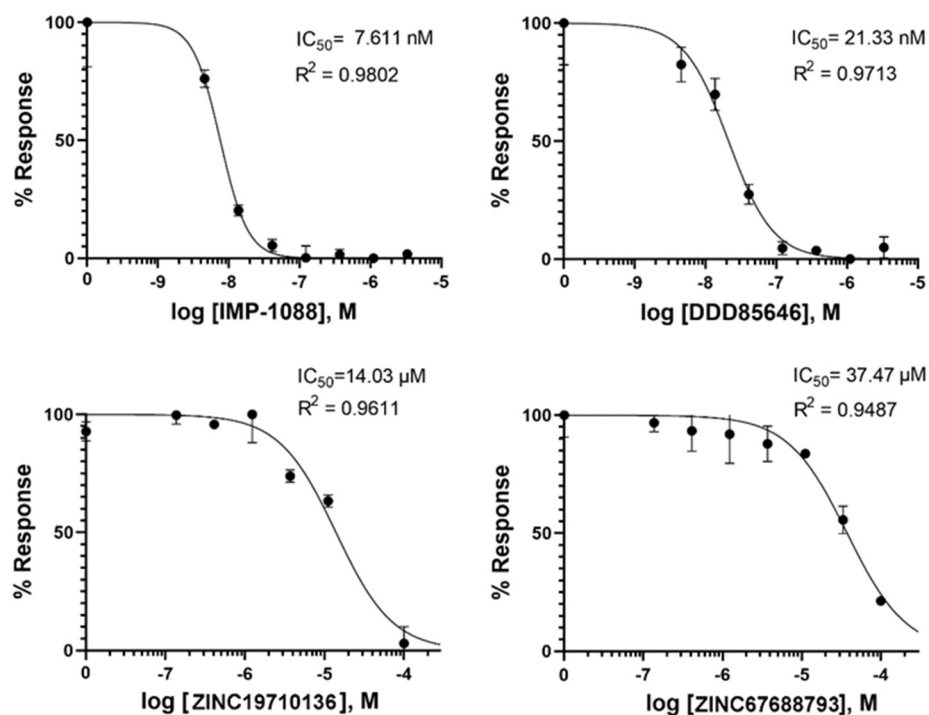 100
50
0
% Response
IC50= 7.611 nM
R2 = 0.9802
0 -9 -8 -7 -6 -5
log [IMP-1088], M
100
50
0
% Response
IC50= 21.33 nM
R2 = 0.9713
0 -9 -8 -7 -6 -5
log [DDD85646], M
100
50
0
% Response
IC50=14.03 µM
R2 = 0.9611
0 -7 -6 -5 -4
log [ZINC19710136], M
100
50
0
% Response
IC50= 37.47 µM
R2 = 0.9487
0 -7 -6 -5 -4
log [ZINC67688793], M